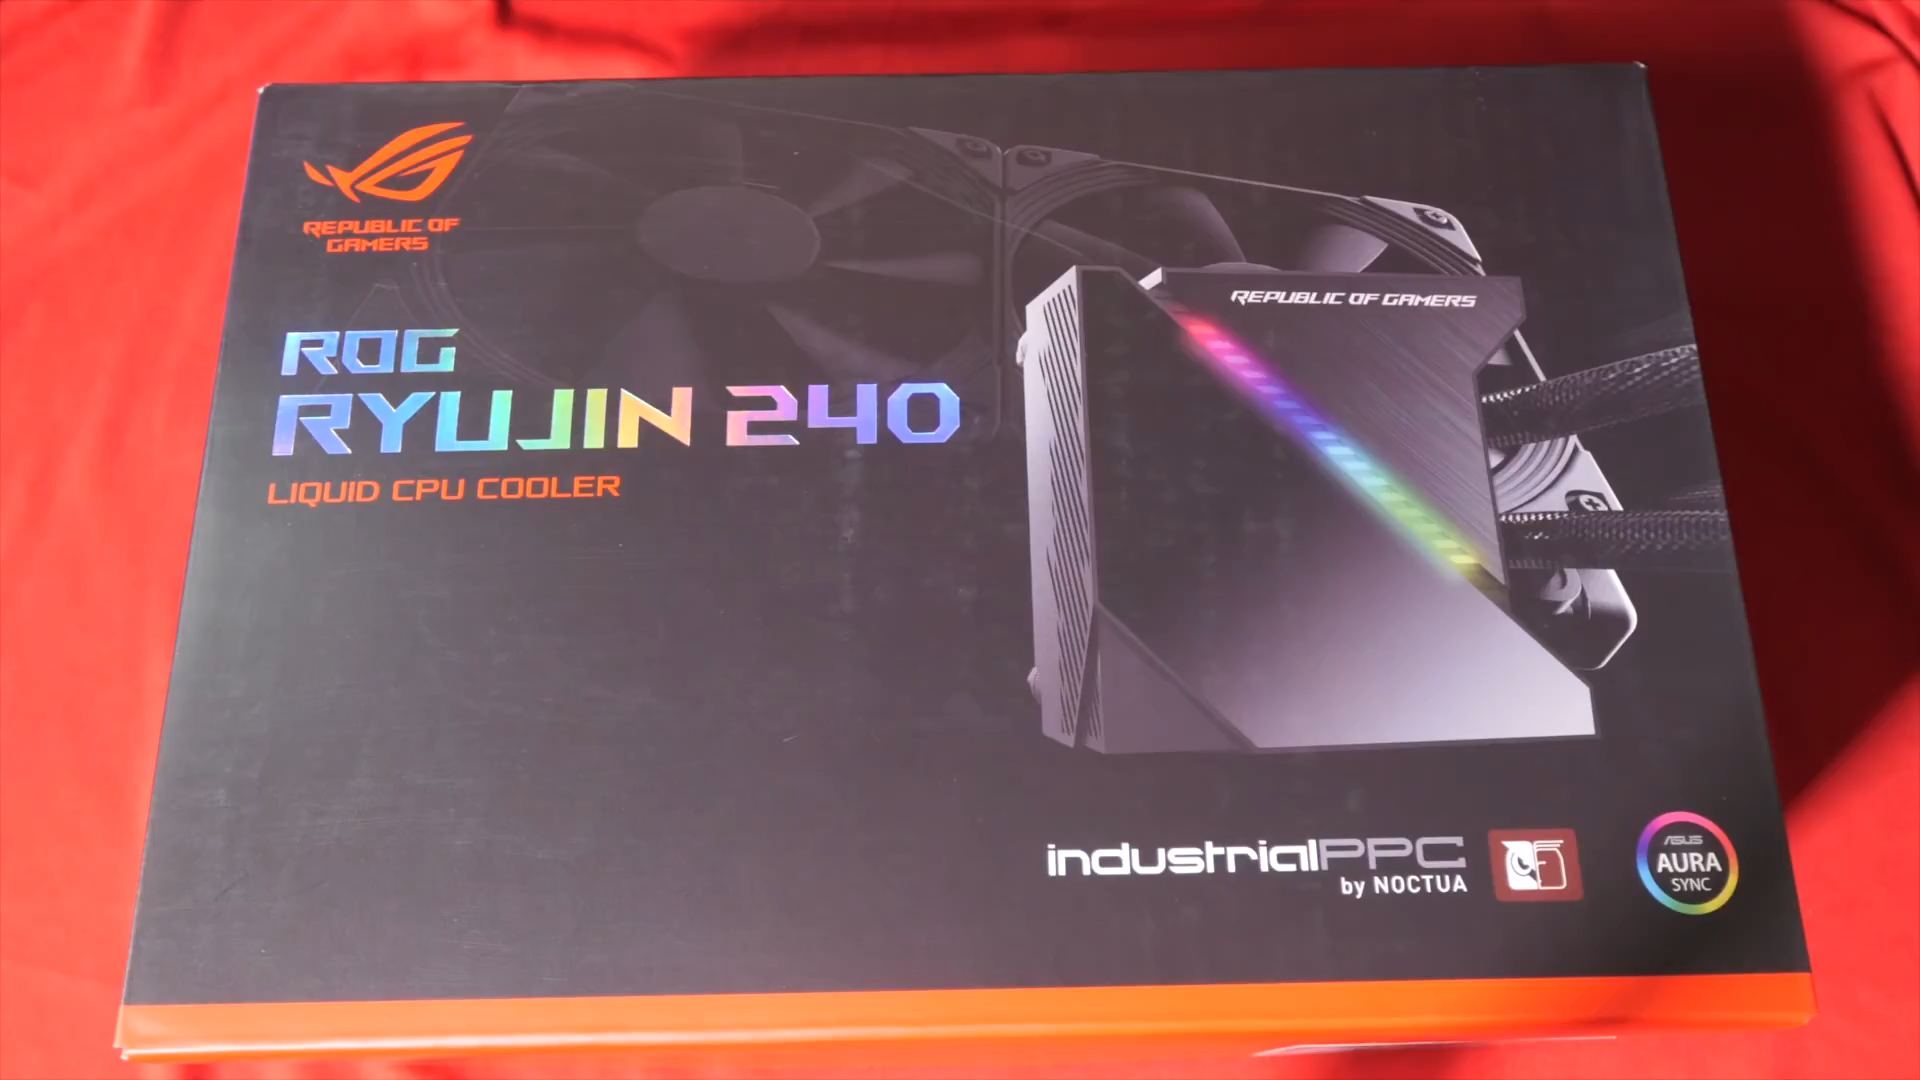 REPUBLIC OF
GAMERS
ROG
RYUJIN 240
LIQUID CPU COOLER
REPUBLIC OF GAMERS
industrialPPC
by NOCTUA
ASUS
AURA
SYNC